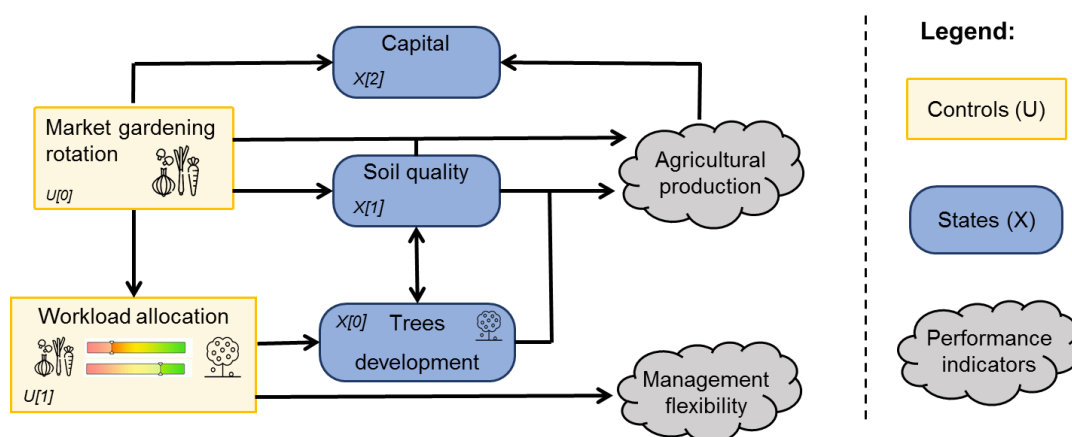 Capital
X[2]
Legend:
Market gardening
rotation
U[0]
Controls (U)
Soil quality
X[1]
Agricultural
production
States (X)
Workload allocation
U[1]
X[0]
Trees
development
Management
flexibility
Performance
indicators